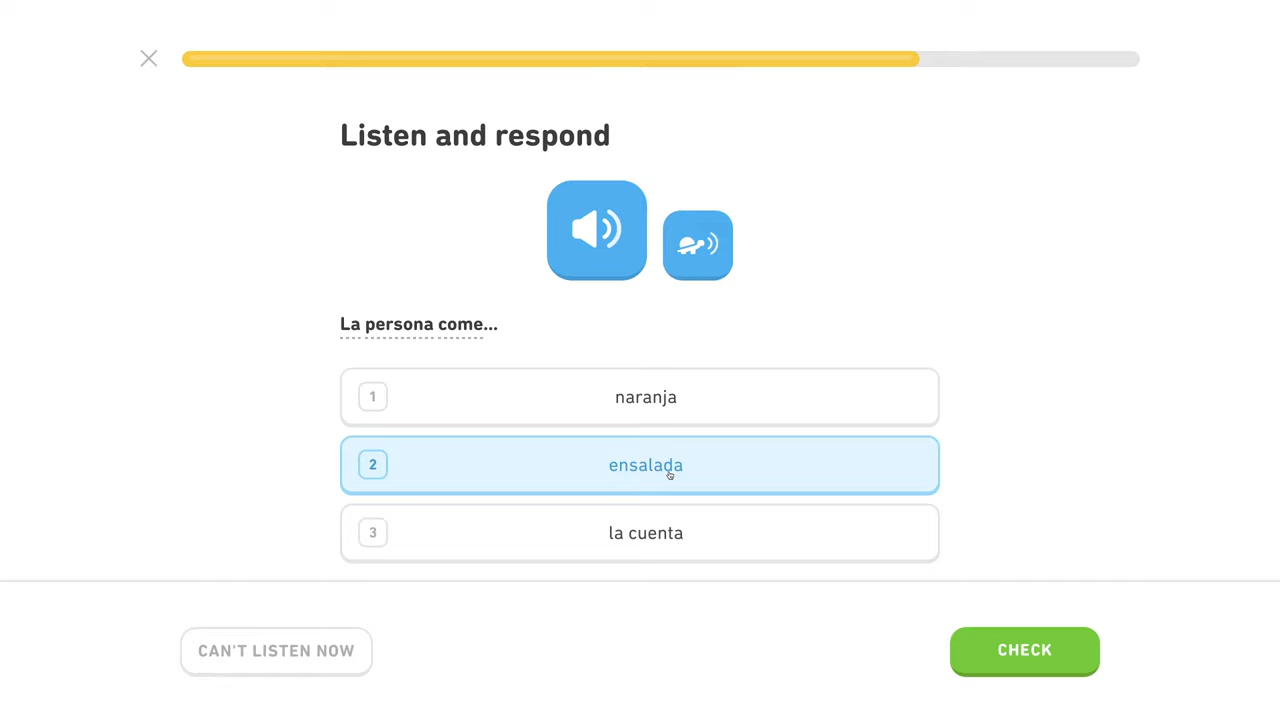 Listen and respond
La persona come...
1 naranja
2 ensalada
3 la cuenta
CAN'T LISTEN NOW
CHECK